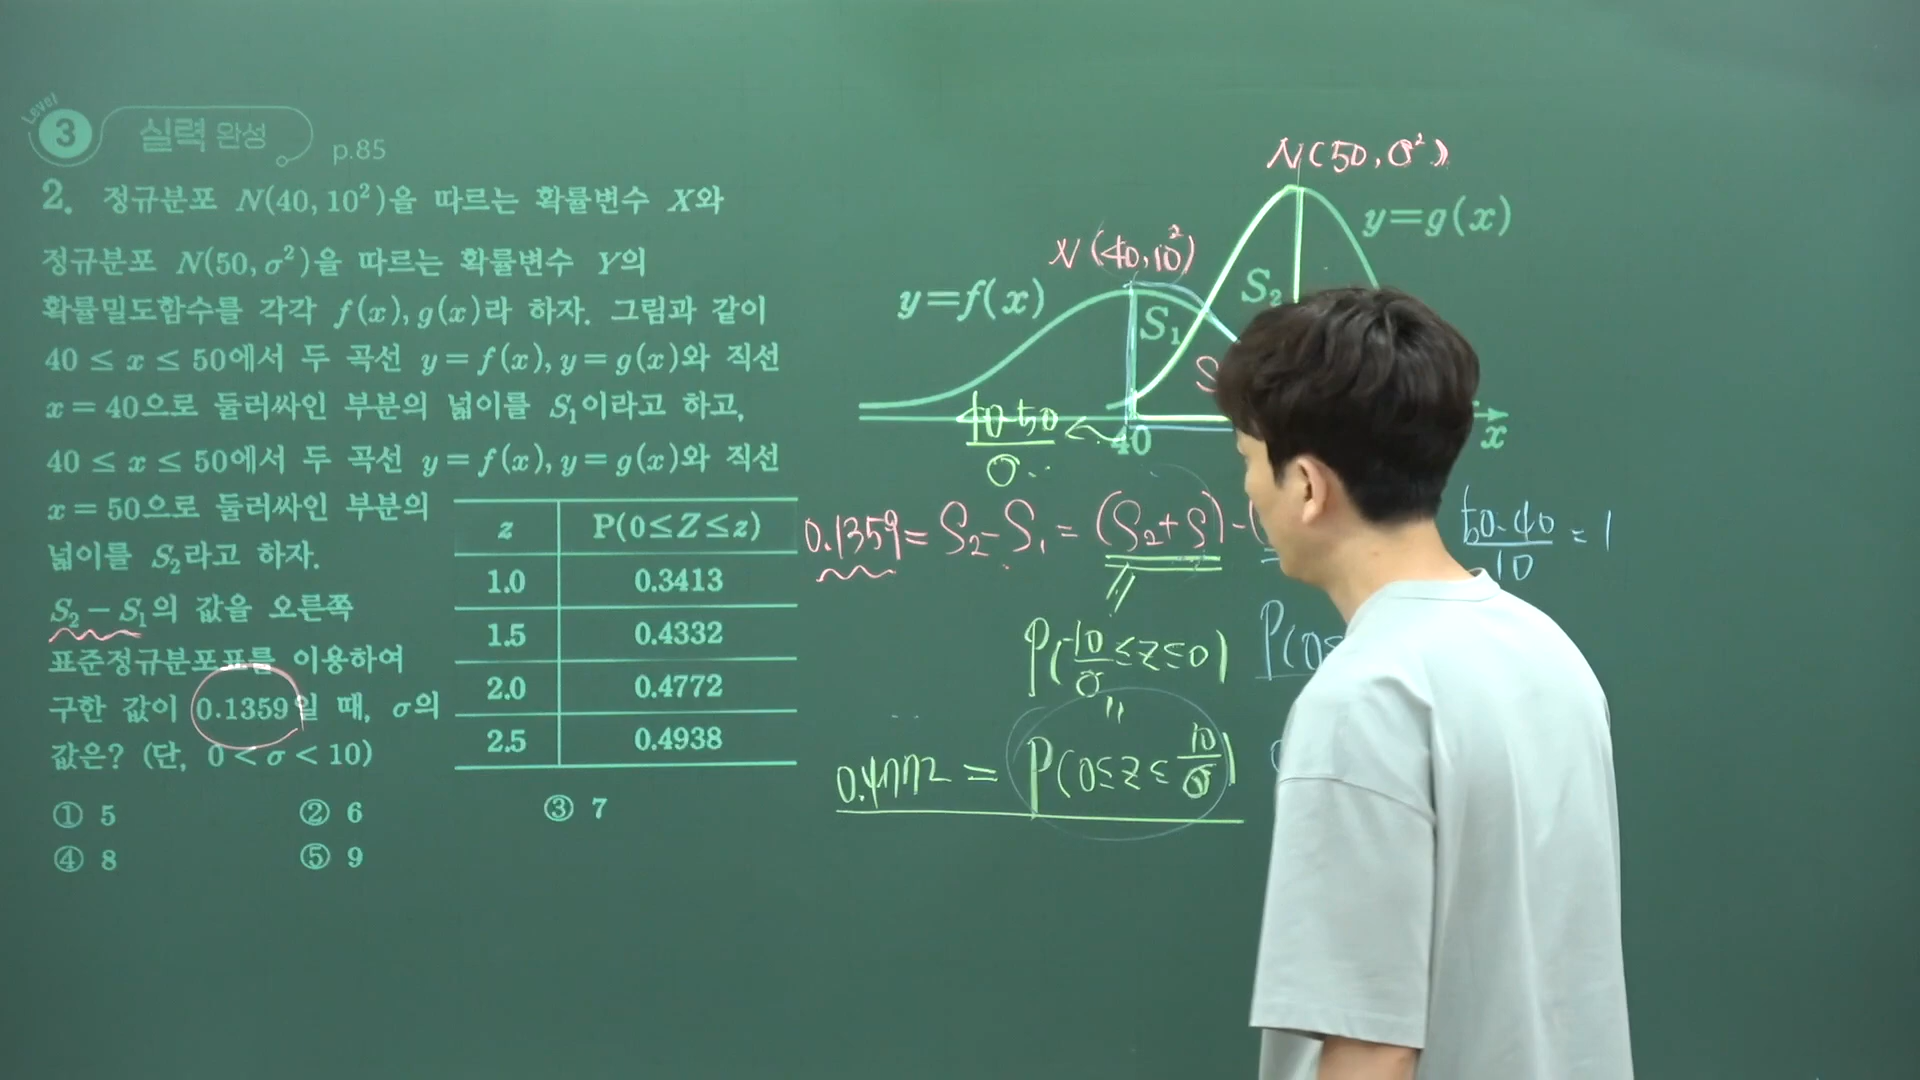 Level
3 실력 완성 p.85
2. 정규분포 N(40, 10²)을 따르는 확률변수 X와
정규분포 N(50, σ²)을 따르는 확률변수 Y의
확률밀도함수를 각각 f(x), g(x)라 하자. 그림과 같이
40 ≤ x ≤ 50에서 두 곡선 y = f(x), y = g(x)와 직선
x = 40으로 둘러싸인 부분의 넓이를 S₁이라고 하고,
40 ≤ x ≤ 50에서 두 곡선 y = f(x), y = g(x)와 직선
x = 50으로 둘러싸인 부분의
넓이를 S₂라고 하자.
S₂ − S₁의 값을 오른쪽
표준정규분포표를 이용하여
구한 값이 0.1359일 때, σ의
값은? (단, 0 < σ < 10)
z P(0≤Z≤z)
1.0 0.3413
1.5 0.4332
2.0 0.4772
2.5 0.4938
① 5 ② 6 ③ 7
④ 8 ⑤ 9
N(50, σ²)
y=g(x)
N(40, 10²)
y=f(x)
S₁
S₂
S
40
x
40-50/σ
0.1359 = S₂-S₁ = (S₂+S)-(
50-40/10 = 1
P(-10/σ≤Z≤0)
P(0≤
0.4772 = P(0≤Z≤10/σ)